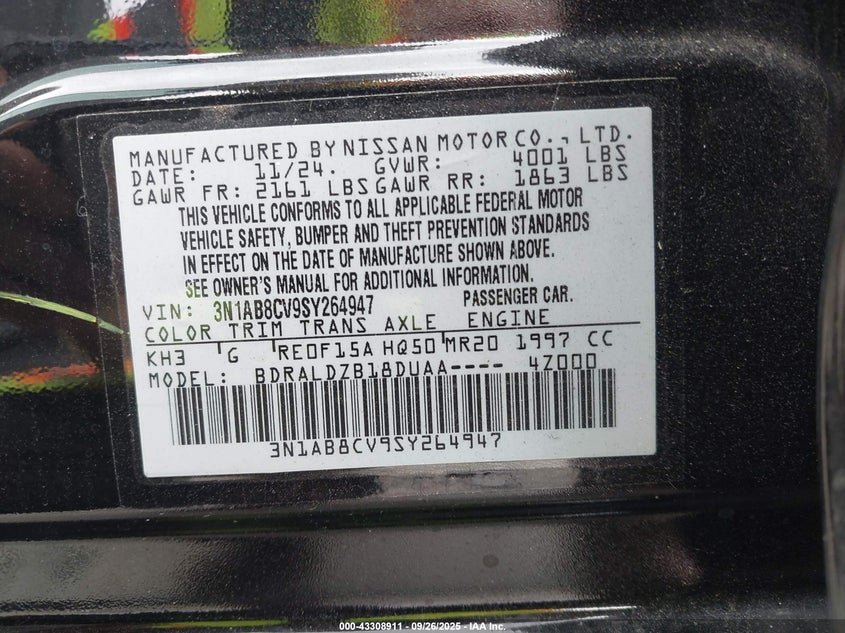 MANUFACTURED BY NISSAN MOTOR CO., LTD.
DATE: 11/24. GVWR: 4001 LBS
GAWR FR: 2161 LBS GAWR RR: 1863 LBS
THIS VEHICLE CONFORMS TO ALL APPLICABLE FEDERAL MOTOR
VEHICLE SAFETY, BUMPER AND THEFT PREVENTION STANDARDS
IN EFFECT ON THE DATE OF MANUFACTURE SHOWN ABOVE.
SEE OWNER'S MANUAL FOR ADDITIONAL INFORMATION.
VIN: 3N1AB8CV9SY264947 PASSENGER CAR.
COLOR TRIM TRANS AXLE ENGINE
KH3 G RE0F15A HQ50 MR20 1997 CC
MODEL: BDRALDZB18DUAA---- 4Z000
3N1AB8CV9SY264947
000-43308911 - 09/26/2025 - IAA Inc.